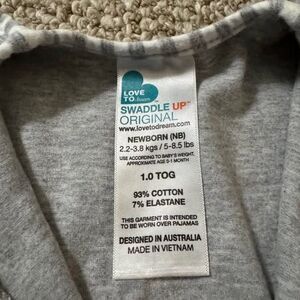 LOVE
TO.dream™
SWADDLE UP™
ORIGINAL
www.lovetodream.com
NEWBORN (NB)
2.2-3.8 kgs / 5-8.5 lbs
USE ACCORDING TO BABY'S WEIGHT.
APPROXIMATE AGE 0-1 MONTH
1.0 TOG
93% COTTON
7% ELASTANE
THIS GARMENT IS INTENDED
TO BE WORN OVER PAJAMAS
DESIGNED IN AUSTRALIA
MADE IN VIETNAM